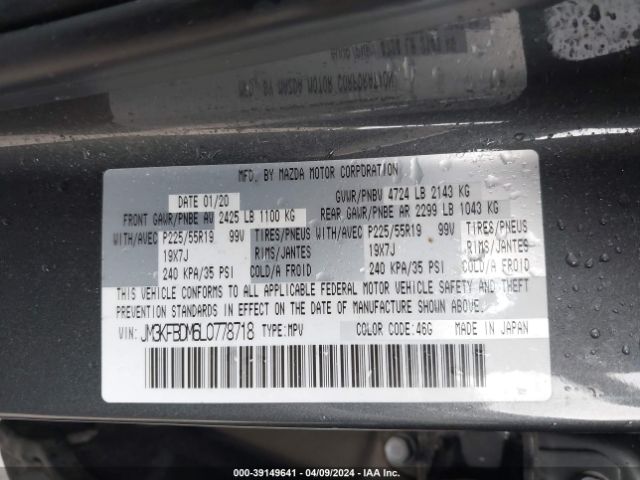 MFD. BY MAZDA MOTOR CORPORATION
DATE 01/20 GVWR/PNBV 4724 LB 2143 KG
FRONT GAWR/PNBE AV 2425 LB 1100 KG REAR GAWR/PNBE AR 2299 LB 1043 KG
WITH/AVEC P225/55R19 99V TIRES/PNEUS WITH/AVEC P225/55R19 99V TIRES/PNEUS
19X7J RIMS/JANTES 19X7J RIMS/JANTES
240 KPA/35 PSI COLD/A FROID 240 KPA/35 PSI COLD/A FROID
THIS VEHICLE CONFORMS TO ALL APPLICABLE FEDERAL MOTOR VEHICLE SAFETY AND THEFT
PREVENTION STANDARDS IN EFFECT ON THE DATE OF MANUFACTURE SHOWN ABOVE.
VIN: JM3KFBDM6L0778718 TYPE:MPV COLOR CODE:46G MADE IN JAPAN
000-39149641 - 04/09/2024 - IAA Inc.